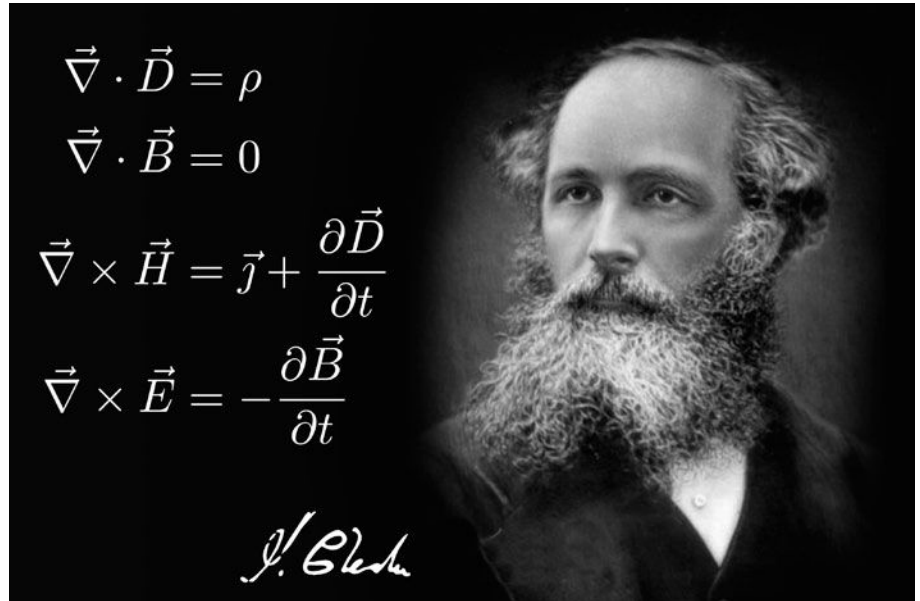 ∇⃗ · D⃗ = ρ
∇⃗ · B⃗ = 0
∇⃗ × H⃗ = ȷ⃗ + ∂D⃗/∂t
∇⃗ × E⃗ = −∂B⃗/∂t